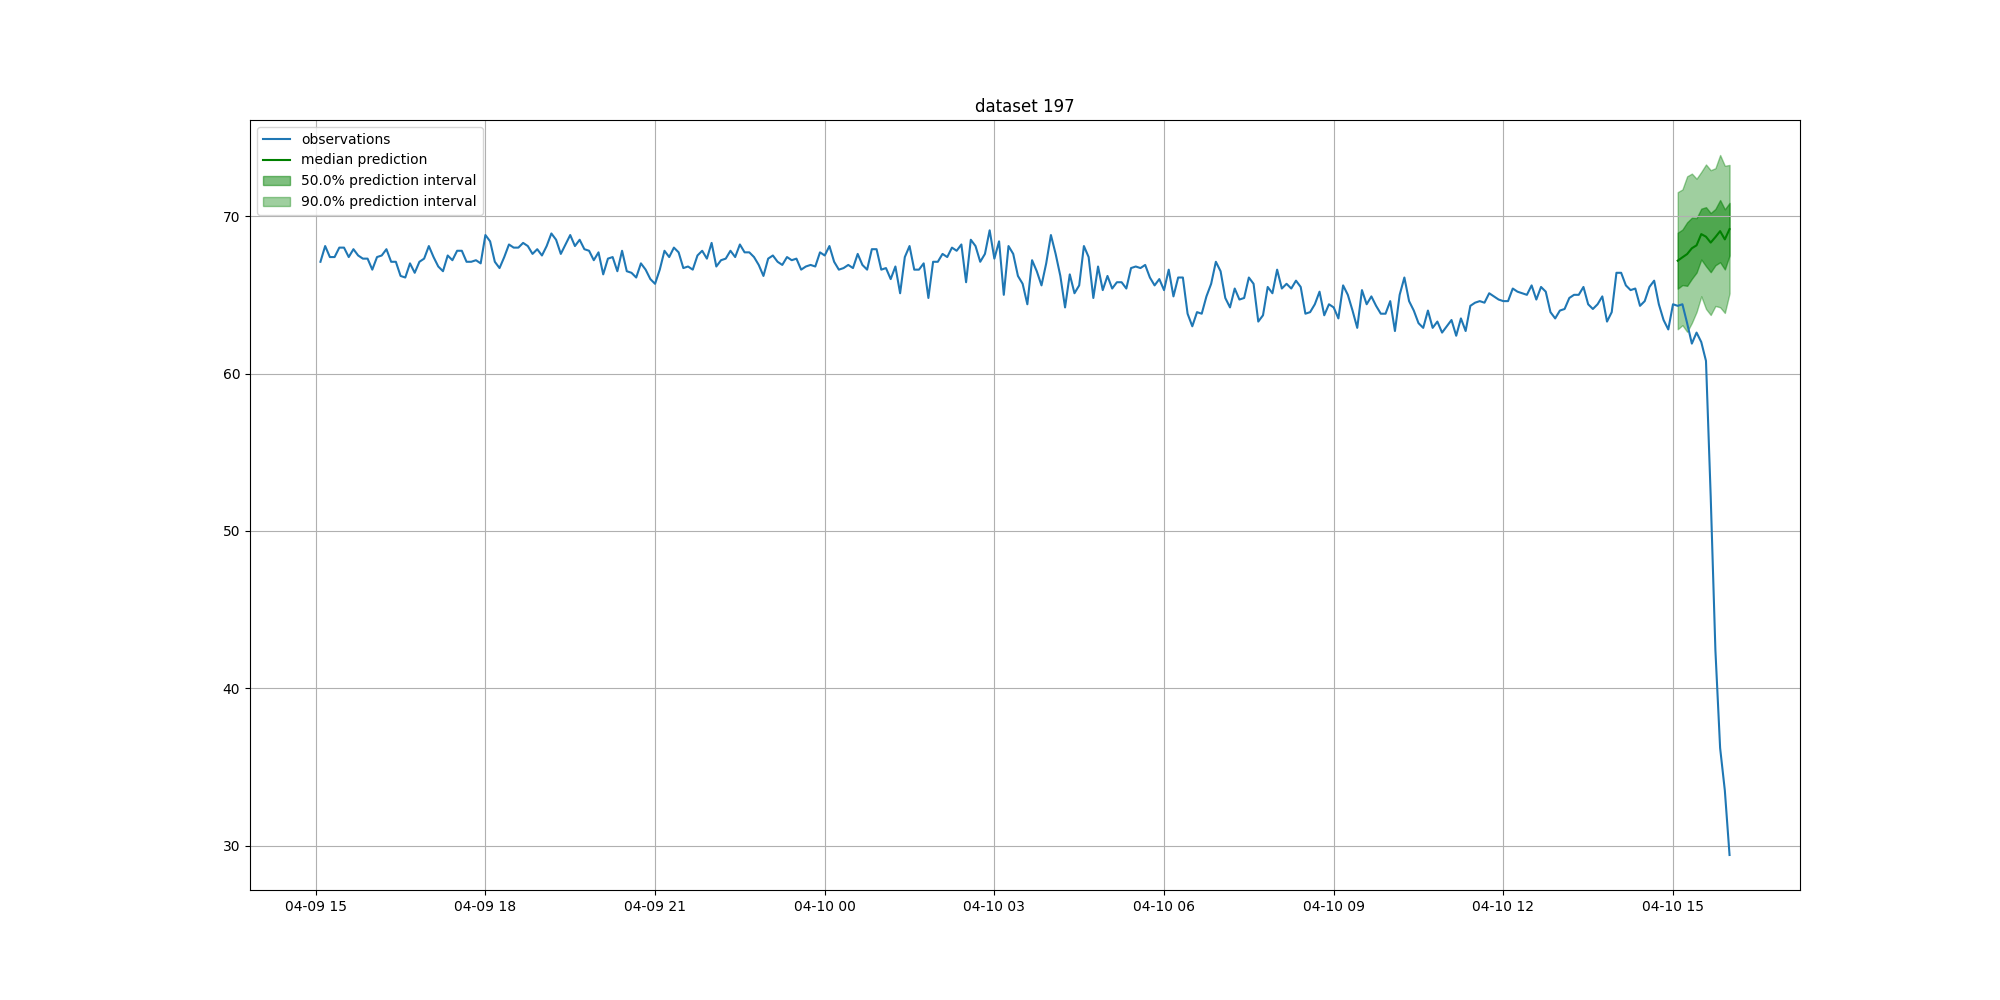 dataset 197
observations
median prediction
50.0% prediction interval
90.0% prediction interval
70
60
50
40
30
04-09 15
04-09 18
04-09 21
04-10 00
04-10 03
04-10 06
04-10 09
04-10 12
04-10 15